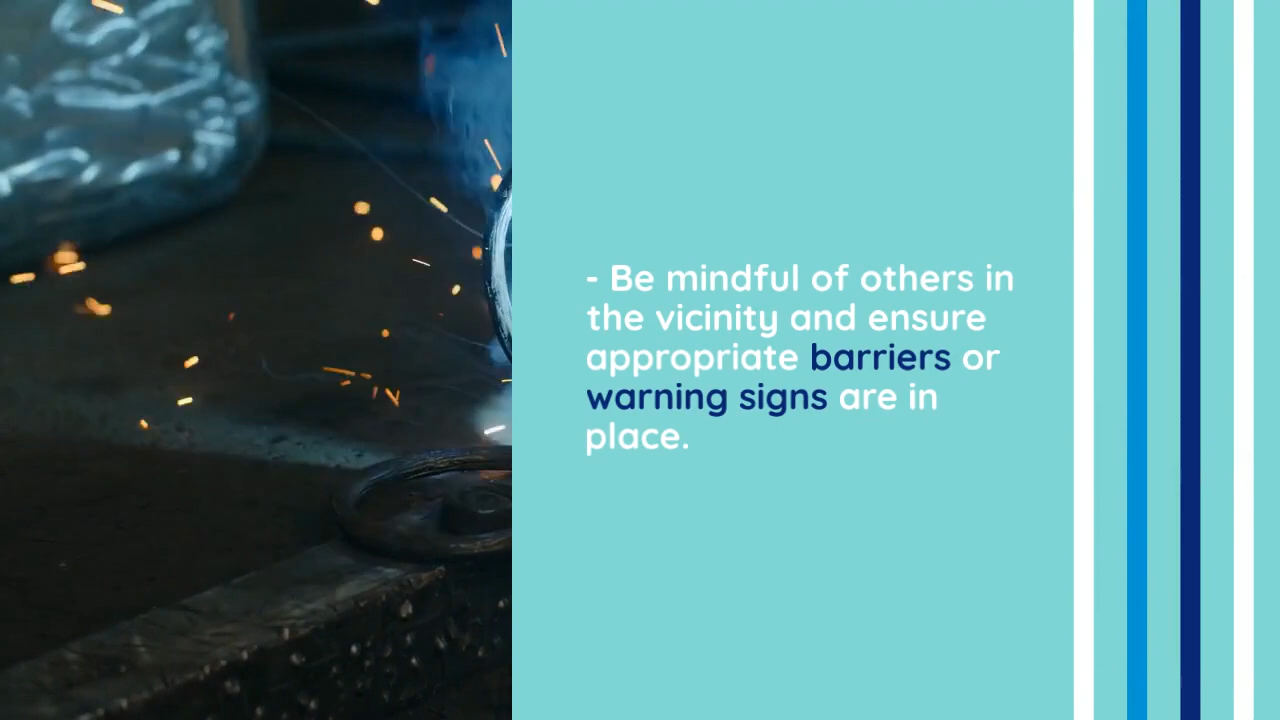 - Be mindful of others in
the vicinity and ensure
appropriate barriers or
warning signs are in
place.